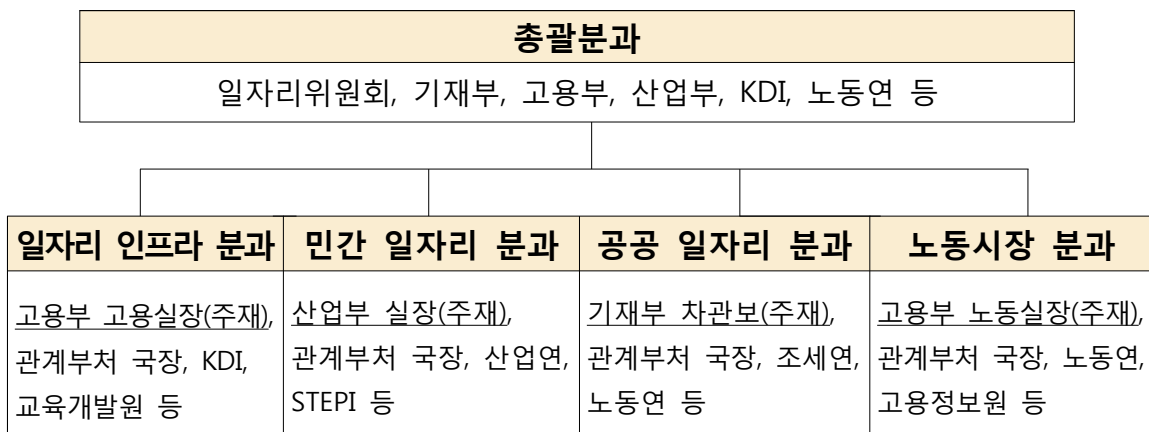 총괄분과
일자리위원회, 기재부, 고용부, 산업부, KDI, 노동연 등
일자리 인프라 분과
고용부 고용실장(주재),
관계부처 국장, KDI,
교육개발원 등
민간 일자리 분과
산업부 실장(주재),
관계부처 국장, 산업연,
STEPI 등
공공 일자리 분과
기재부 차관보(주재),
관계부처 국장, 조세연,
노동연 등
노동시장 분과
고용부 노동실장(주재),
관계부처 국장, 노동연,
고용정보원 등